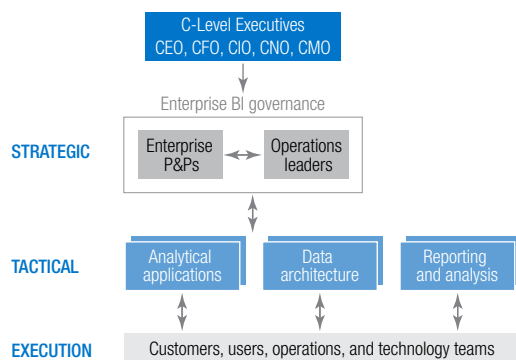 C-Level Executives
CEO, CFO, CIO, CNO, CMO
Enterprise BI governance
STRATEGIC
Enterprise
P&Ps
Operations
leaders
TACTICAL
Analytical
applications
Data
architecture
Reporting
and analysis
EXECUTION
Customers, users, operations, and technology teams